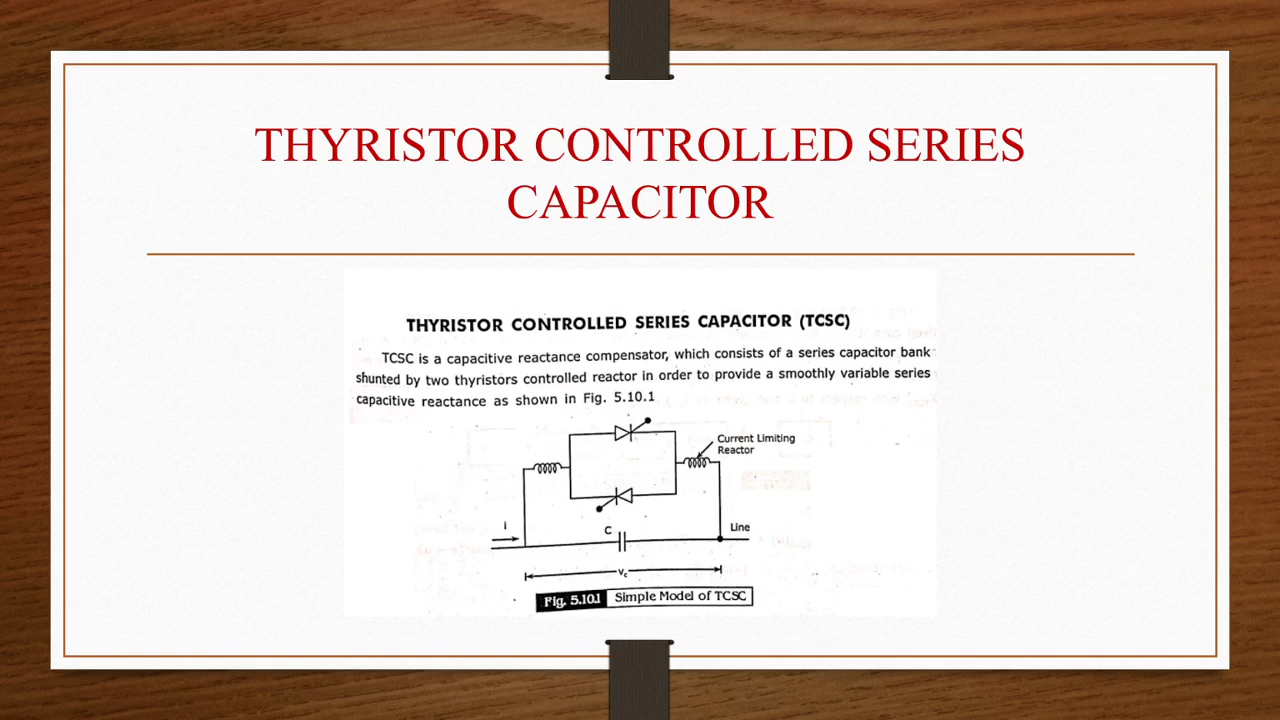 THYRISTOR CONTROLLED SERIES
CAPACITOR
THYRISTOR CONTROLLED SERIES CAPACITOR (TCSC)
TCSC is a capacitive reactance compensator, which consists of a series capacitor bank
shunted by two thyristors controlled reactor in order to provide a smoothly variable series
capacitive reactance as shown in Fig. 5.10.1
Current Limiting
Reactor
i
C
Line
Vc
Fig. 5.10.1 Simple Model of TCSC